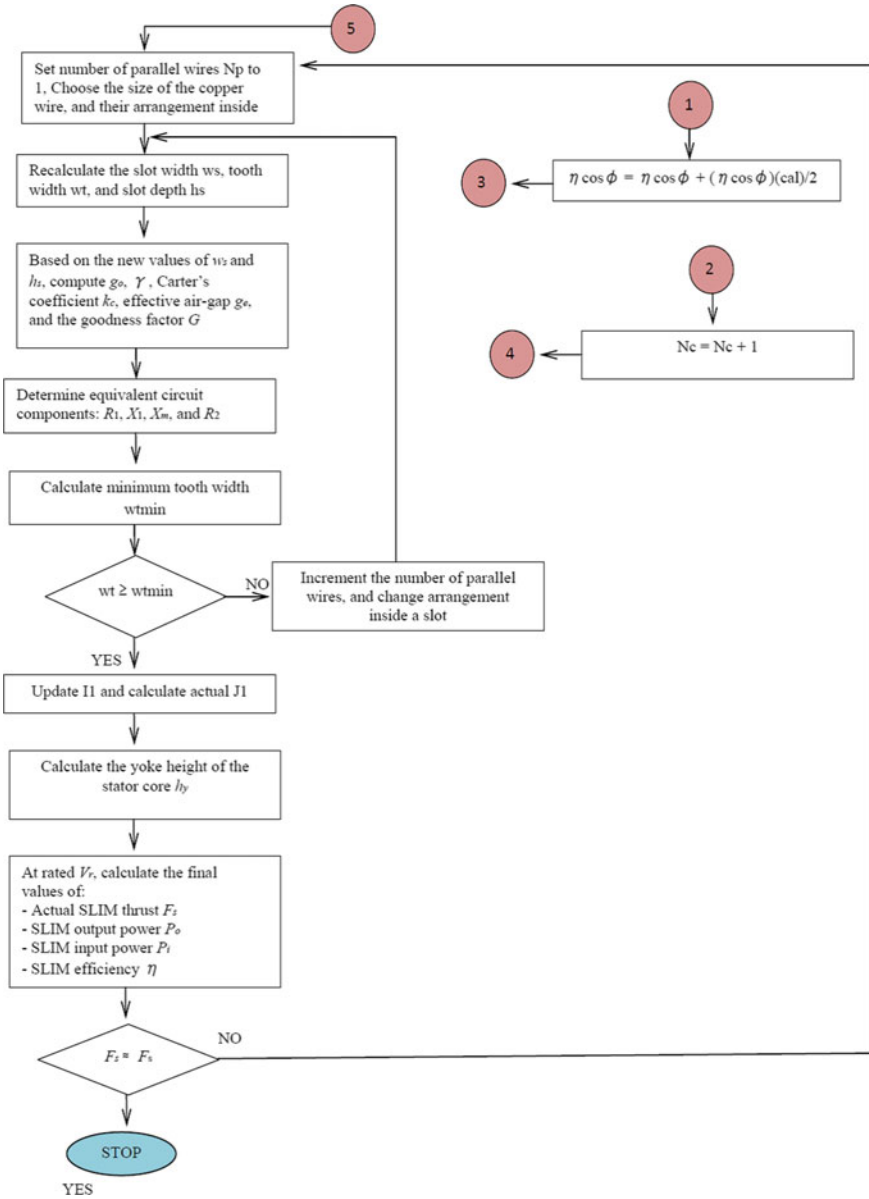 5
Set number of parallel wires Np to
1, Choose the size of the copper
wire, and their arrangement inside
Recalculate the slot width ws, tooth
width wt, and slot depth hs
Based on the new values of ws and
hs, compute go, γ, Carter's
coefficient kc, effective air-gap ge,
and the goodness factor G
Determine equivalent circuit
components: R1, X1, Xm, and R2
Calculate minimum tooth width
wtmin
wt ≥ wtmin
NO
Increment the number of parallel
wires, and change arrangement
inside a slot
YES
Update I1 and calculate actual J1
Calculate the yoke height of the
stator core hy
At rated Vr, calculate the final
values of:
- Actual SLIM thrust Fs
- SLIM output power Po
- SLIM input power Pi
- SLIM efficiency η
NO
Fs ≈ Fs
STOP
YES
1
3
η cos ϕ = η cos ϕ + (η cos ϕ)(cal)/2
2
4
Nc = Nc + 1